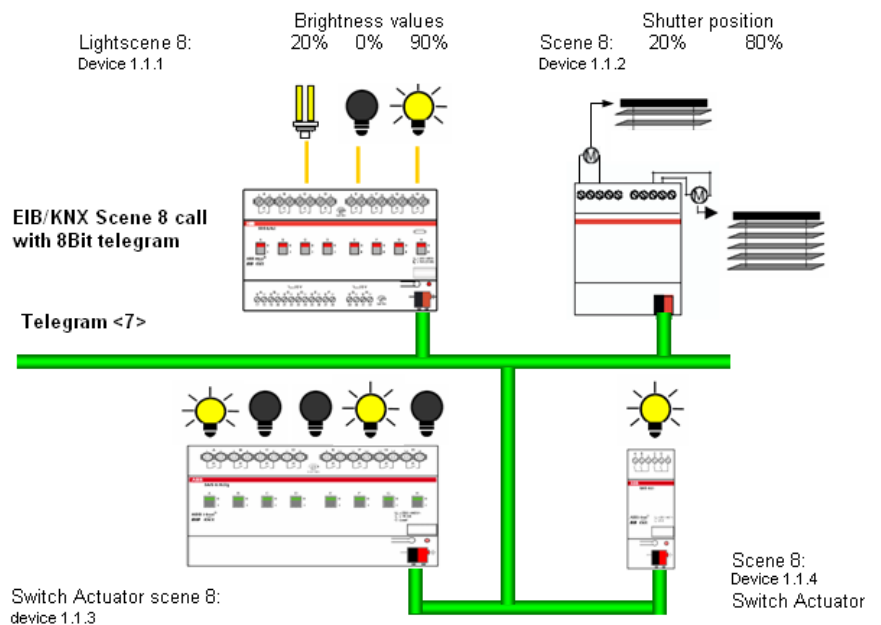 Brightness values
Shutter position
Lightscene 8:
20% 0% 90%
Scene 8:
20% 80%
Device 1.1.1
Device 1.1.2
M
M
EIB/KNX Scene 8 call
with 8Bit telegram
Telegram <7>
Switch Actuator scene 8:
device 1.1.3
Scene 8:
Device 1.1.4
Switch Actuator